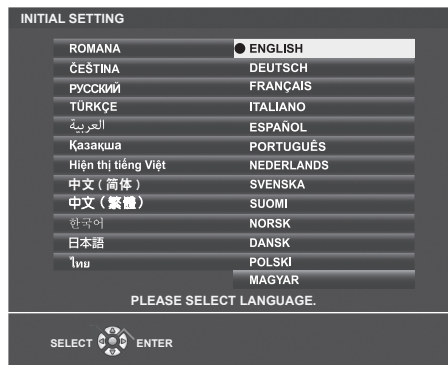 INITIAL SETTING
ROMANA ENGLISH
ČEŠTINA DEUTSCH
РУССКИЙ FRANÇAIS
TÜRKÇE ITALIANO
العربية ESPAÑOL
Қазақша PORTUGUÊS
Hiện thị tiếng Việt NEDERLANDS
中文 ( 简体 ) SVENSKA
中文 ( 繁體 ) SUOMI
한국어 NORSK
日本語 DANSK
ไทย POLSKI
MAGYAR
PLEASE SELECT LANGUAGE.
SELECT ENTER